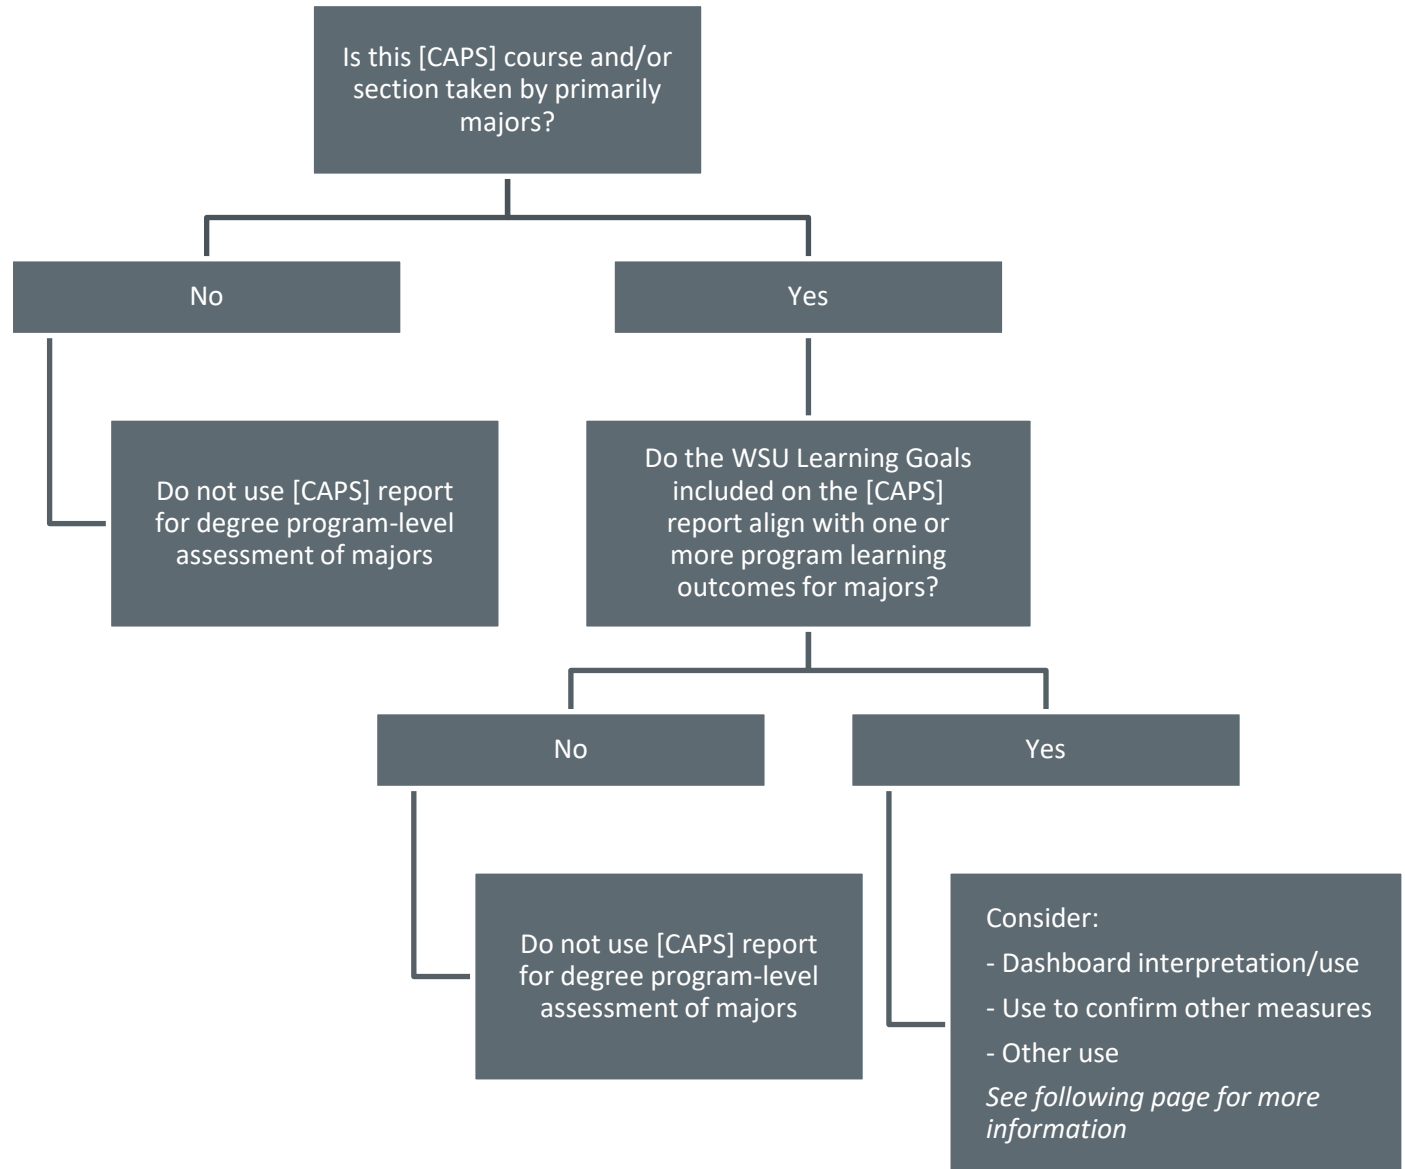 Is this [CAPS] course and/or
section taken by primarily
majors?
No
Yes
Do not use [CAPS] report
for degree program-level
assessment of majors
Do the WSU Learning Goals
included on the [CAPS]
report align with one or
more program learning
outcomes for majors?
No
Yes
Do not use [CAPS] report
for degree program-level
assessment of majors
Consider:
- Dashboard interpretation/use
- Use to confirm other measures
- Other use
See following page for more
information